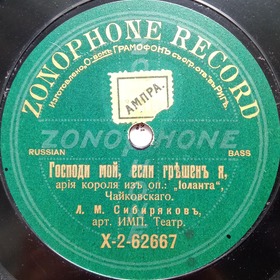 ZONOPHONE RECORD
Изготовлено О-вомъ ГРАМОФОНЪ съ огр. отв. въ Ригѣ.
АМПРА.
ZONOPHONE
RUSSIAN BASS
Господи мой, если грѣшенъ я,
арія короля изъ оп.: „Іоланта“,
Чайковскаго.
Л. М. Сибиряковъ,
арт. ИМП. Театр.
X-2-62667